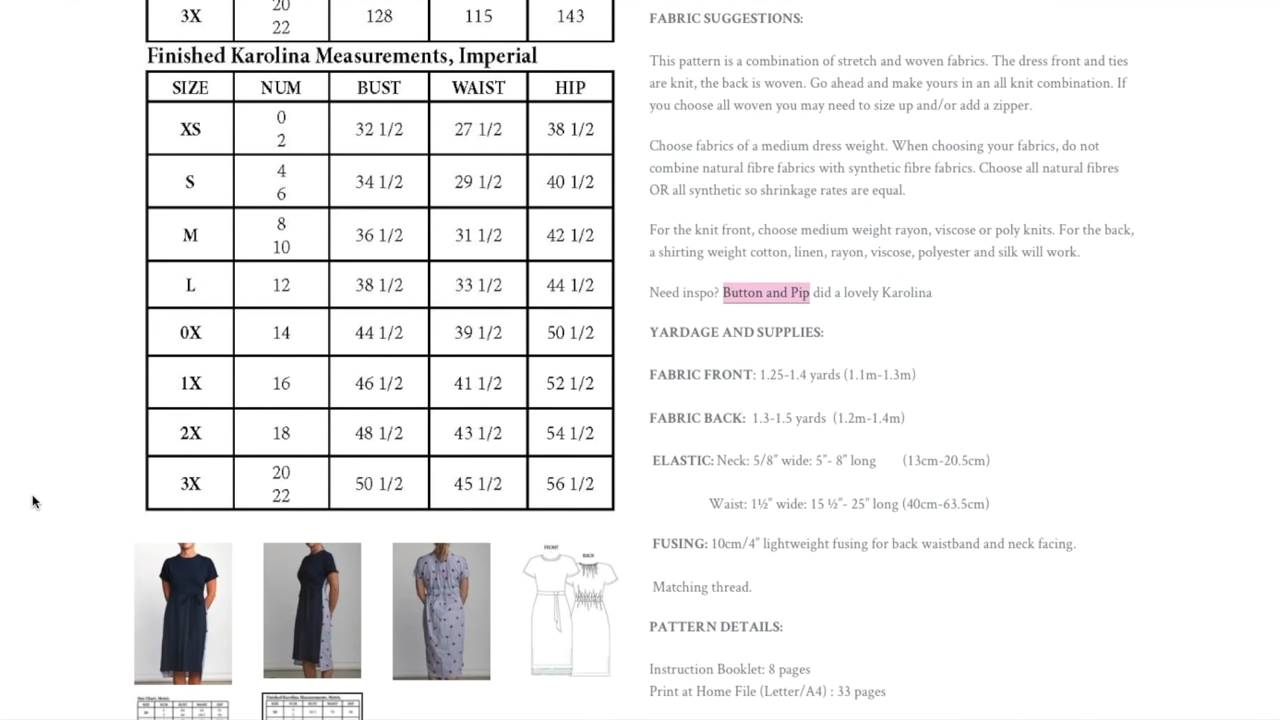 3X
20
22
128
115
143
Finished Karolina Measurements, Imperial
SIZE NUM BUST WAIST HIP
XS 0 2 32 1/2 27 1/2 38 1/2
S 4 6 34 1/2 29 1/2 40 1/2
M 8 10 36 1/2 31 1/2 42 1/2
L 12 38 1/2 33 1/2 44 1/2
0X 14 44 1/2 39 1/2 50 1/2
1X 16 46 1/2 41 1/2 52 1/2
2X 18 48 1/2 43 1/2 54 1/2
3X 20 22 50 1/2 45 1/2 56 1/2
FRONT
BACK
Size Chart, Metric
Finished Karolina Measurements, Metric
FABRIC SUGGESTIONS:
This pattern is a combination of stretch and woven fabrics. The dress front and ties
are knit, the back is woven. Go ahead and make yours in an all knit combination. If
you choose all woven you may need to size up and/or add a zipper.
Choose fabrics of a medium dress weight. When choosing your fabrics, do not
combine natural fibre fabrics with synthetic fibre fabrics. Choose all natural fibres
OR all synthetic so shrinkage rates are equal.
For the knit front, choose medium weight rayon, viscose or poly knits. For the back,
a shirting weight cotton, linen, rayon, viscose, polyester and silk will work.
Need inspo? Button and Pip did a lovely Karolina
YARDAGE AND SUPPLIES:
FABRIC FRONT: 1.25-1.4 yards (1.1m-1.3m)
FABRIC BACK: 1.3-1.5 yards (1.2m-1.4m)
ELASTIC: Neck: 5/8" wide: 5"- 8" long (13cm-20.5cm)
Waist: 1½" wide: 15 ½"- 25" long (40cm-63.5cm)
FUSING: 10cm/4" lightweight fusing for back waistband and neck facing.
Matching thread.
PATTERN DETAILS:
Instruction Booklet: 8 pages
Print at Home File (Letter/A4) : 33 pages